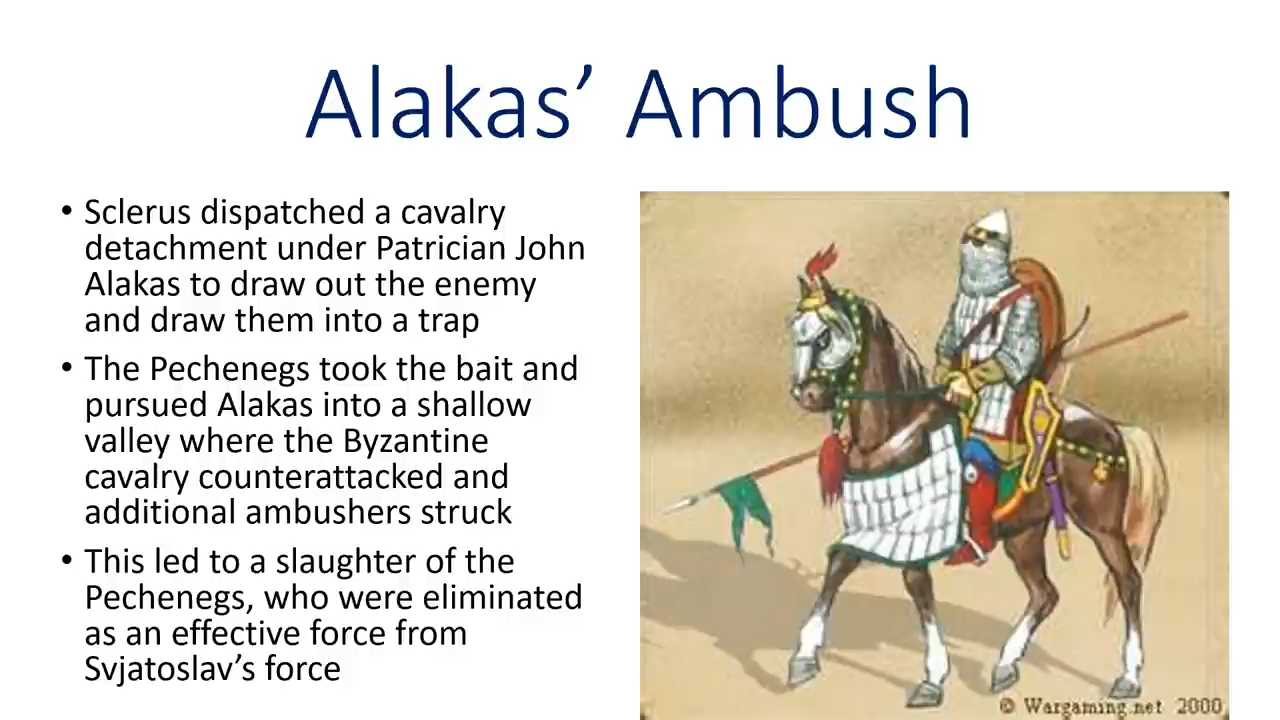 Alakas’ Ambush
• Sclerus dispatched a cavalry
detachment under Patrician John
Alakas to draw out the enemy
and draw them into a trap
• The Pechenegs took the bait and
pursued Alakas into a shallow
valley where the Byzantine
cavalry counterattacked and
additional ambushers struck
• This led to a slaughter of the
Pechenegs, who were eliminated
as an effective force from
Svjatoslav’s force
© Wargaming.net 2000